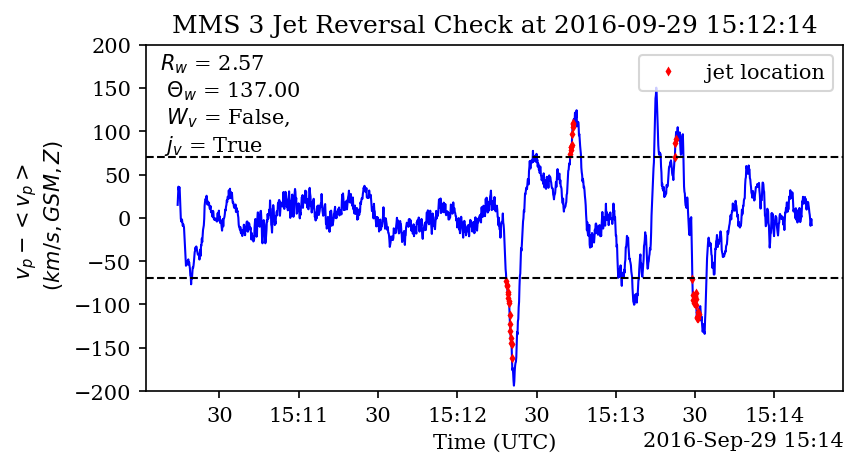 MMS 3 Jet Reversal Check at 2016-09-29 15:12:14
R_w = 2.57
Θ_w = 137.00
W_v = False,
j_v = True
jet location
200
150
100
50
0
−50
−100
−150
−200
v_p − < v_p >
(km/s, GSM, Z)
30 15:11 30 15:12 30 15:13 30 15:14
Time (UTC) 2016-Sep-29 15:14